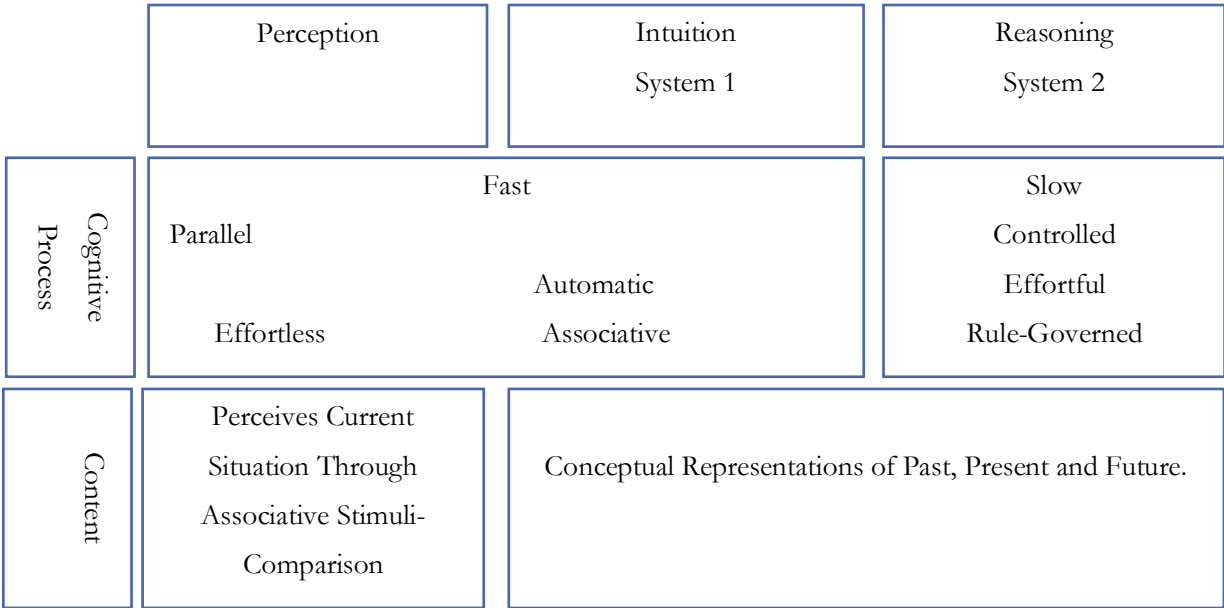 Perception
Intuition
System 1
Reasoning
System 2
Cognitive
Process
Fast
Parallel
Automatic
Effortless
Associative
Slow
Controlled
Effortful
Rule-Governed
Content
Perceives Current
Situation Through
Associative Stimuli-
Comparison
Conceptual Representations of Past, Present and Future.